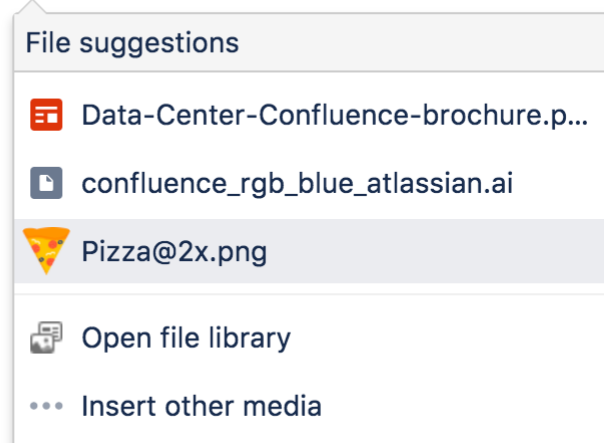 File suggestions
Data-Center-Confluence-brochure.p...
confluence_rgb_blue_atlassian.ai
Pizza@2x.png
Open file library
Insert other media